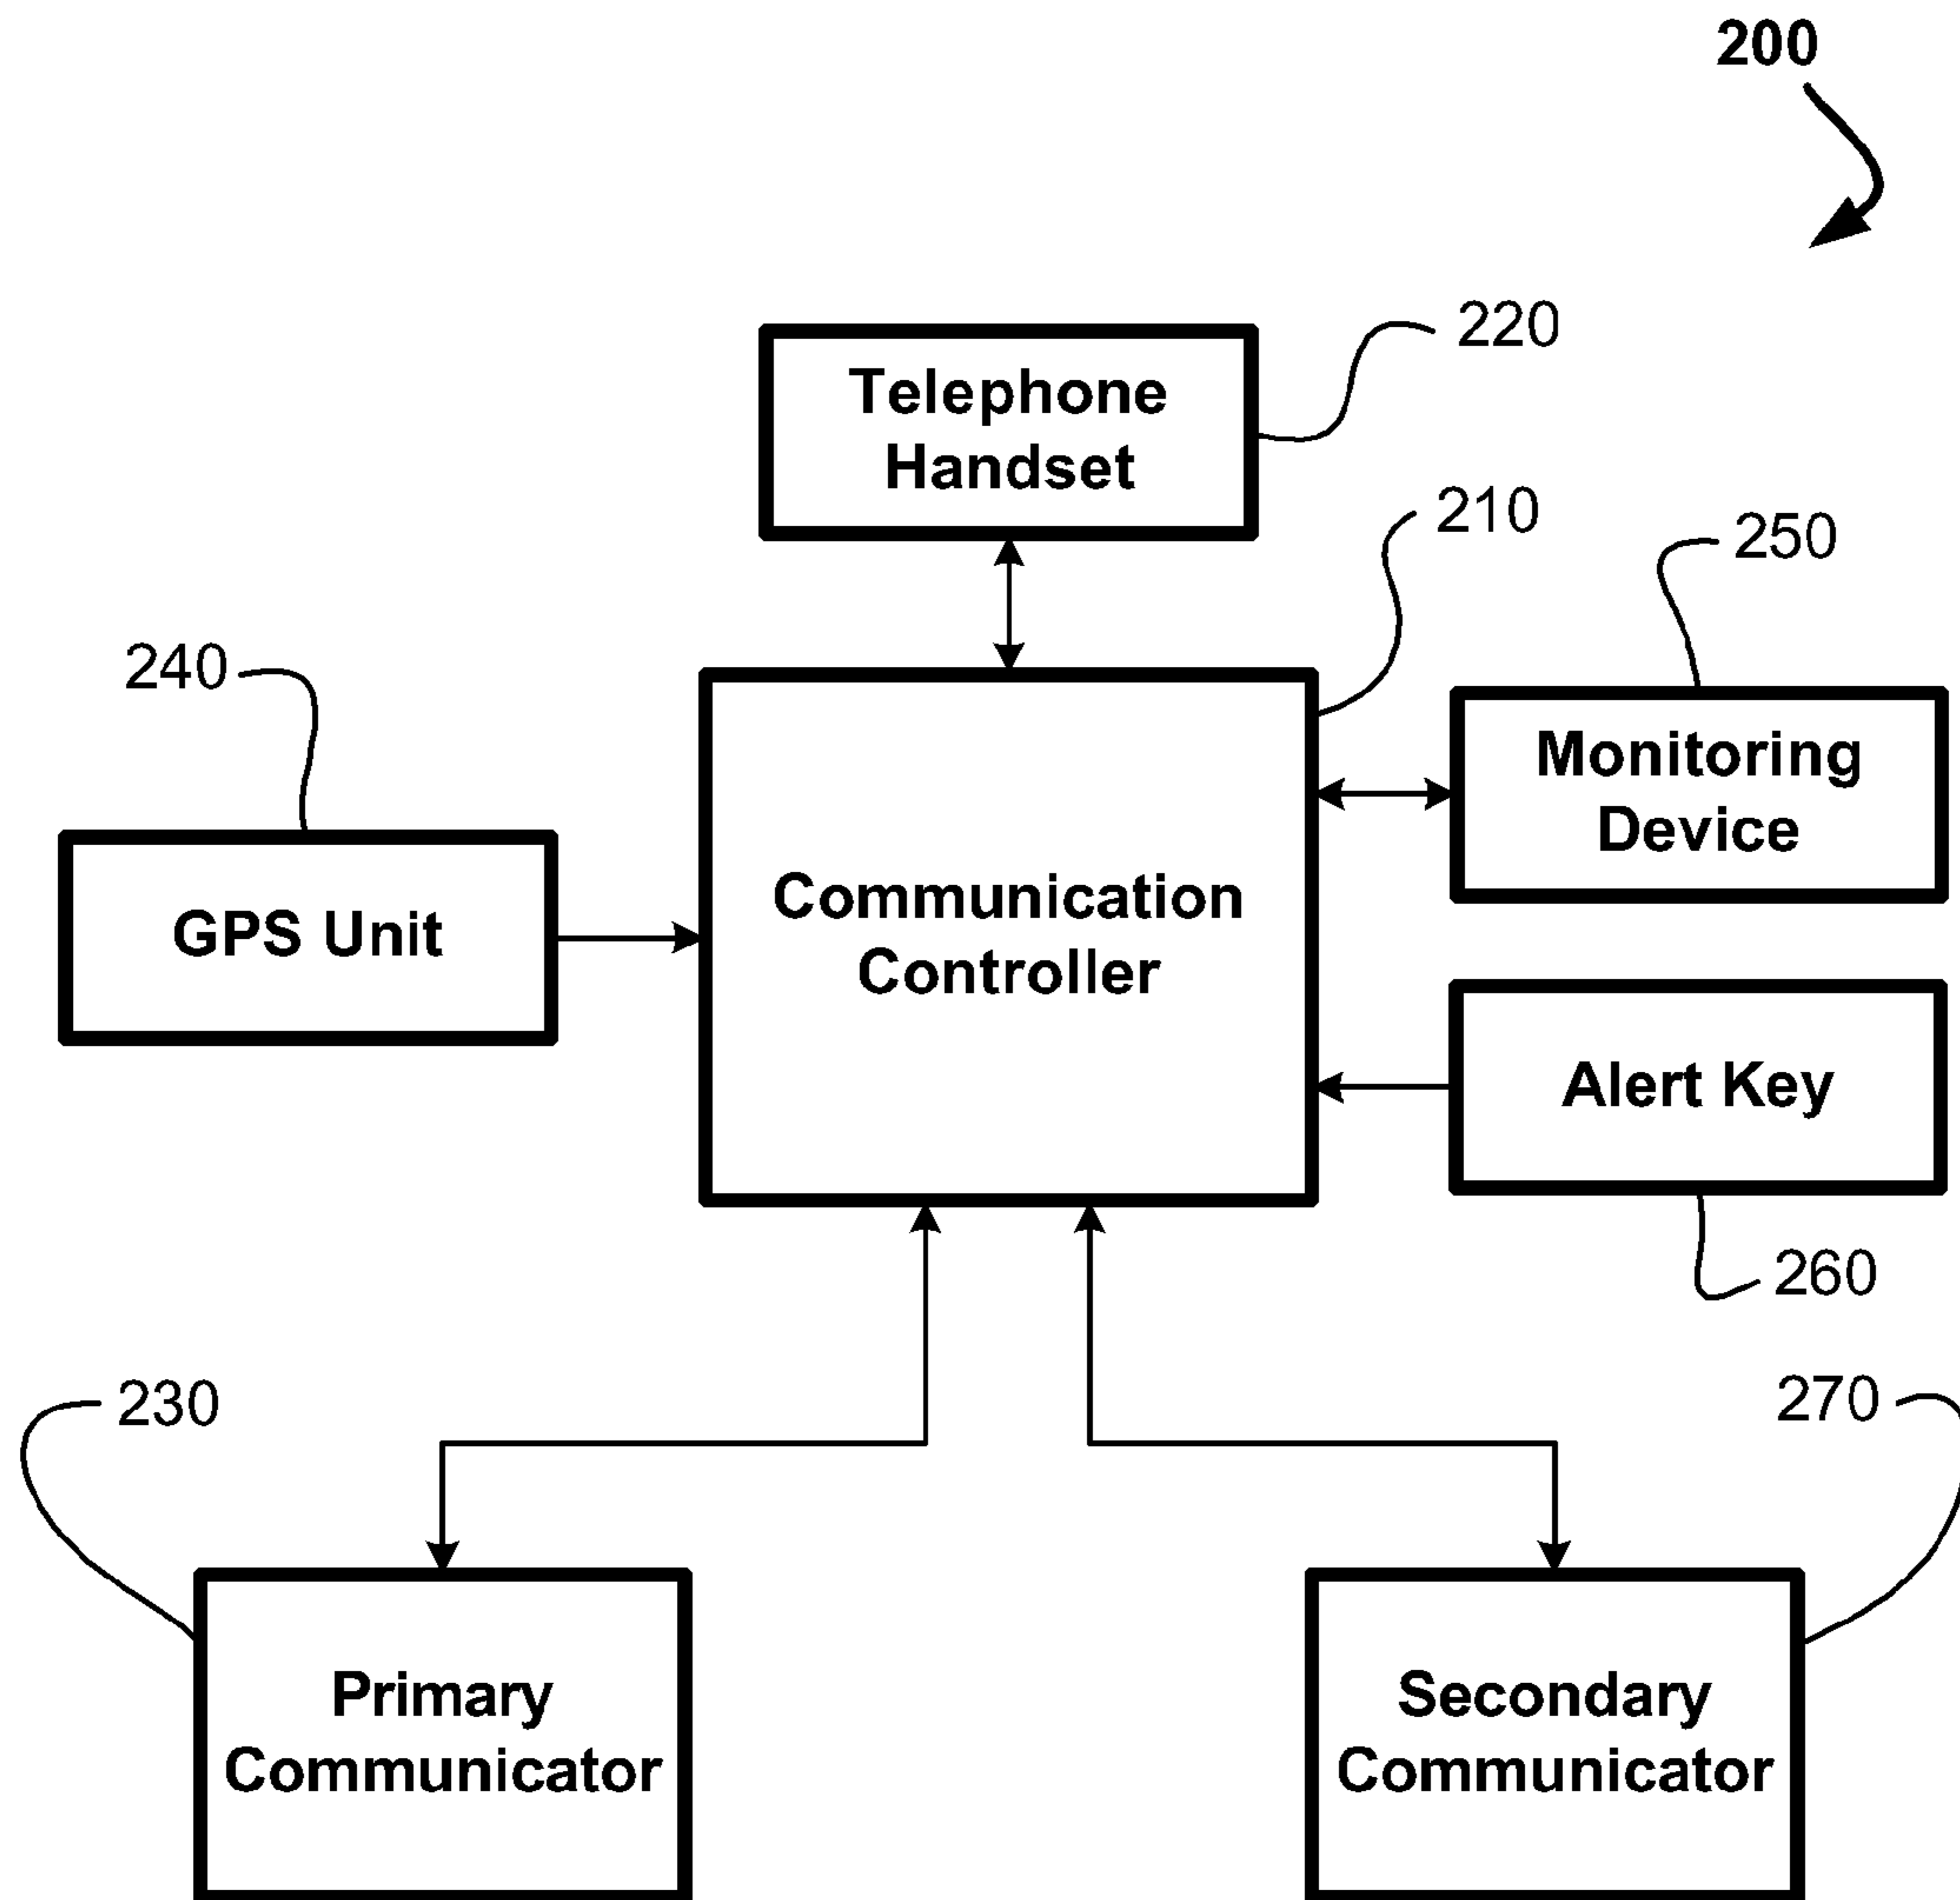 200
220
Telephone
Handset
210
250
240
Monitoring
Device
Communication
Controller
GPS Unit
Alert Key
260
230
270
Primary
Communicator
Secondary
Communicator